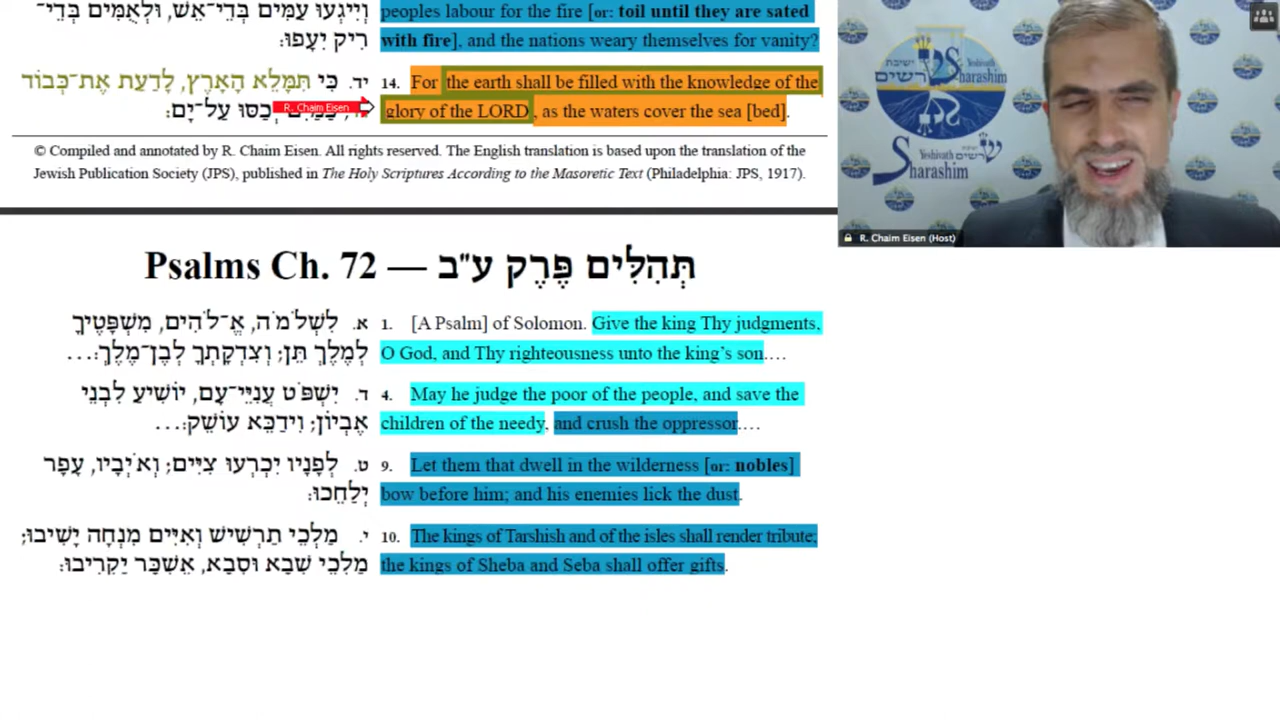 וְיִיגְעוּ עַמִּים בְּדֵי־אֵשׁ, וּלְאֻמִּים בְּדֵי־
רִיק יִעָפוּ:
peoples labour for the fire [or: toil until they are sated
with fire], and the nations weary themselves for vanity?
יד. כִּי תִּמָּלֵא הָאָרֶץ, לָדַעַת אֶת־כְּבוֹד
עַל־יָם:
14. For the earth shall be filled with the knowledge of the
glory of the LORD, as the waters cover the sea [bed].
R. Chaim Eisen
© Compiled and annotated by R. Chaim Eisen. All rights reserved. The English translation is based upon the translation of the
Jewish Publication Society (JPS), published in The Holy Scriptures According to the Masoretic Text (Philadelphia: JPS, 1917).
Psalms Ch. 72 — תְּהִלִּים פֶּרֶק ע"ב
א. לִשְׁלֹמֹה, אֱ־לֹהִים, מִשְׁפָּטֶיךָ
לְמֶלֶךְ תֵּן; וְצִדְקָתְךָ לְבֶן־מֶלֶךְ:…
1. [A Psalm] of Solomon. Give the king Thy judgments,
O God, and Thy righteousness unto the king’s son.…
ד. יִשְׁפֹּט עֲנִיֵּי־עָם, יוֹשִׁיעַ לִבְנֵי
אֶבְיוֹן; וִידַכֵּא עוֹשֵׁק:…
4. May he judge the poor of the people, and save the
children of the needy, and crush the oppressor.…
ט. לְפָנָיו יִכְרְעוּ צִיִּים; וְאֹיְבָיו, עָפָר
יְלַחֵכוּ:
9. Let them that dwell in the wilderness [or: nobles]
bow before him; and his enemies lick the dust.
י. מַלְכֵי תַרְשִׁישׁ וְאִיִּים מִנְחָה יָשִׁיבוּ;
מַלְכֵי שְׁבָא וּסְבָא, אֶשְׁכָּר יַקְרִיבוּ:
10. The kings of Tarshish and of the isles shall render tribute;
the kings of Sheba and Seba shall offer gifts.
ישיבת
שרשים
Sharashim
Yeshivath
ישיבת
שרשים
Sharashim
R. Chaim Eisen (Host)